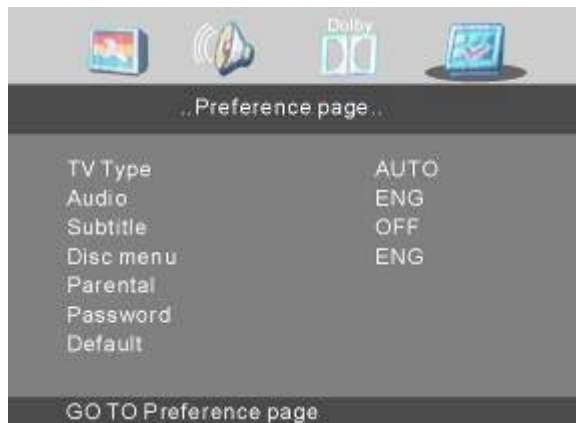 Dolby
..Preference page..
TV Type AUTO
Audio ENG
Subtitle OFF
Disc menu ENG
Parental
Password
Default
GO TO Preference page